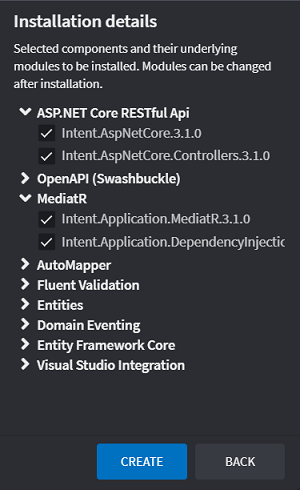 Installation details
Selected components and their underlying
modules to be installed. Modules can be changed
after installation.
ASP.NET Core RESTful Api
Intent.AspNetCore.3.1.0
Intent.AspNetCore.Controllers.3.1.0
OpenAPI (Swashbuckle)
MediatR
Intent.Application.MediatR.3.1.0
Intent.Application.DependencyInjectic
AutoMapper
Fluent Validation
Entities
Domain Eventing
Entity Framework Core
Visual Studio Integration
CREATE BACK